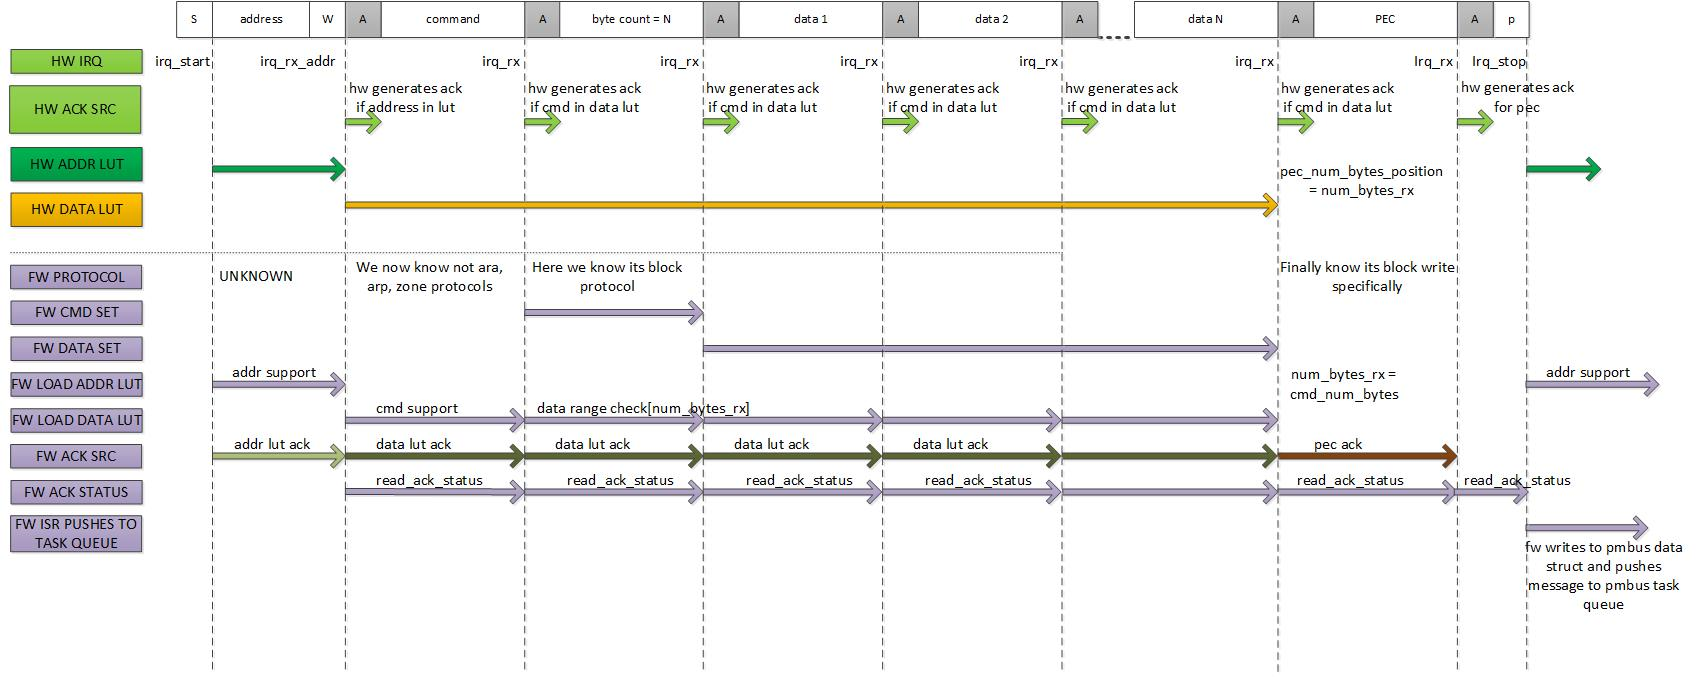 S address W A command A byte count = N A data 1 A data 2 A data N A PEC A p
HW IRQ irq_start irq_rx_addr irq_rx irq_rx irq_rx irq_rx irq_rx Irq_rx Irq_stop
HW ACK SRC
hw generates ack
if address in lut
hw generates ack
if cmd in data lut
hw generates ack
if cmd in data lut
hw generates ack
if cmd in data lut
hw generates ack
if cmd in data lut
hw generates ack
if cmd in data lut
hw generates ack
for pec
HW ADDR LUT
pec_num_bytes_position
= num_bytes_rx
HW DATA LUT
FW PROTOCOL
UNKNOWN
We now know not ara,
arp, zone protocols
Here we know its block
protocol
Finally know its block write
specifically
FW CMD SET
FW DATA SET
FW LOAD ADDR LUT addr support
num_bytes_rx =
cmd_num_bytes
addr support
FW LOAD DATA LUT cmd support data range check[num_bytes_rx]
FW ACK SRC addr lut ack data lut ack data lut ack data lut ack data lut ack pec ack
FW ACK STATUS read_ack_status read_ack_status read_ack_status read_ack_status read_ack_status read_ack_status
FW ISR PUSHES TO
TASK QUEUE
fw writes to pmbus data
struct and pushes
message to pmbus task
queue